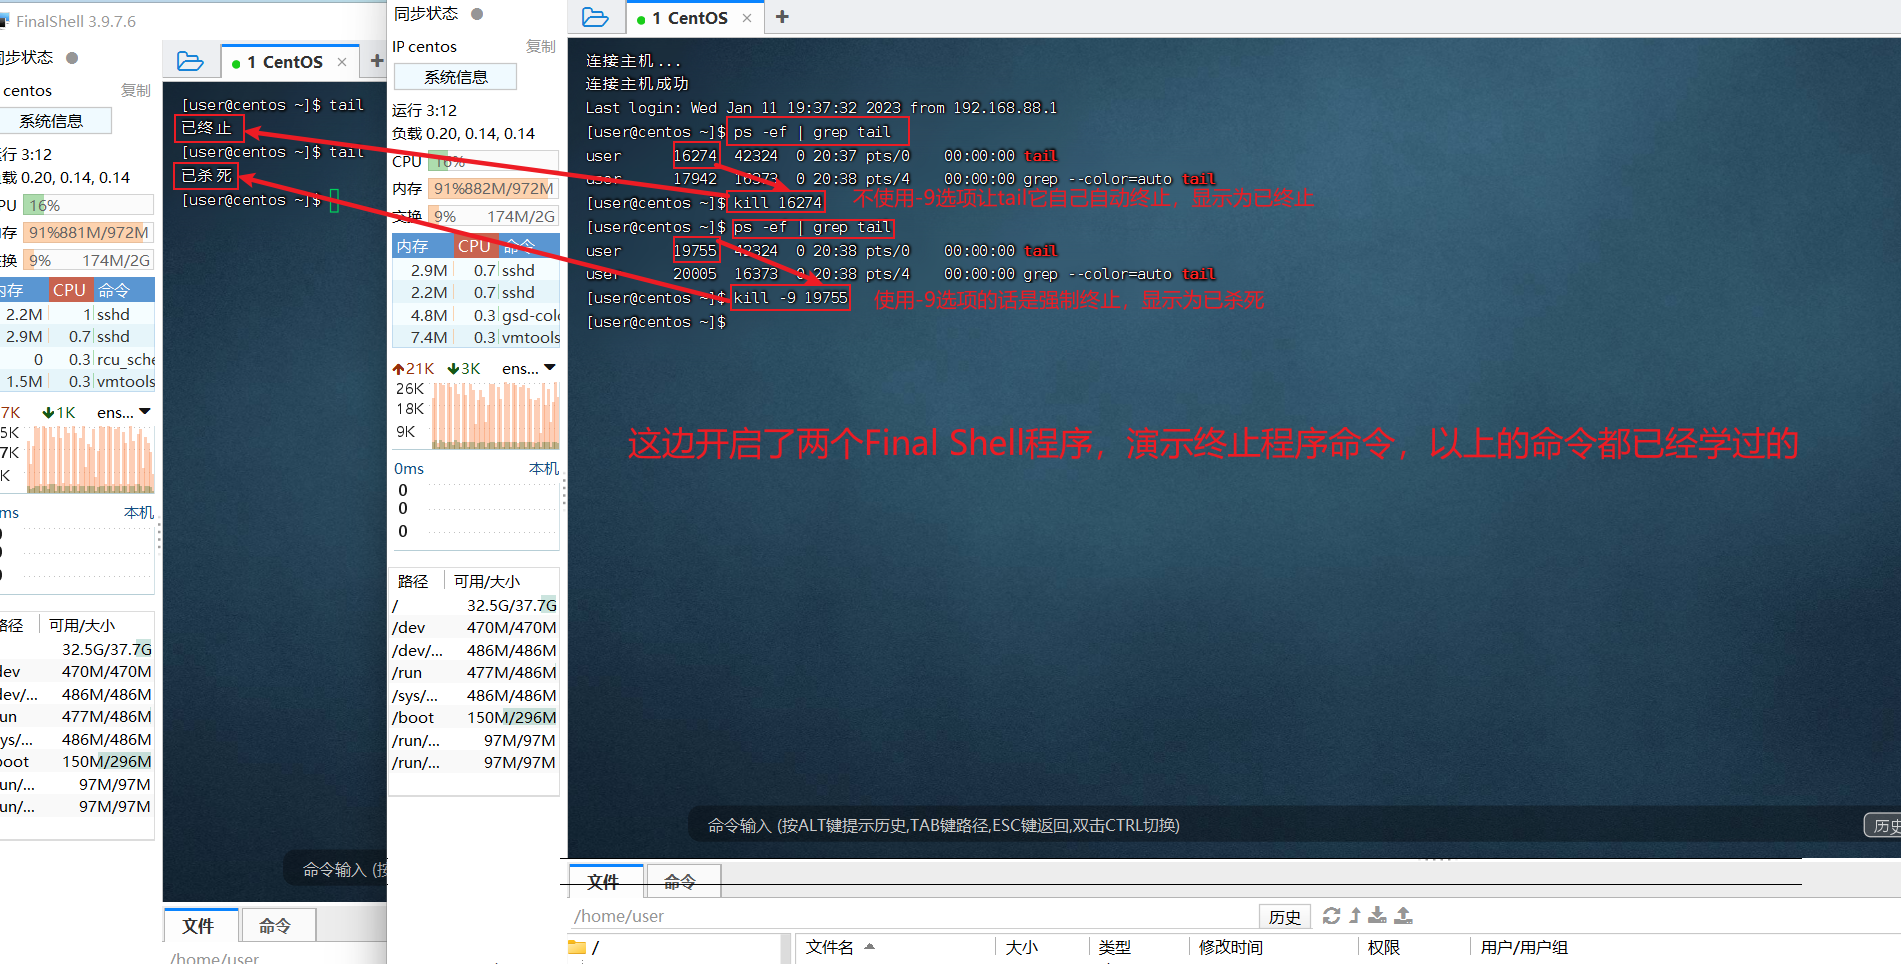 FinalShell 3.9.7.6
同步状态
centos
复制
系统信息
行 3:12
载 0.20, 0.14, 0.14
PU 16%
存 91% 881M/972M
换 9% 174M/2G
内存 CPU 命令
2.2M 1 sshd
2.9M 0.7 sshd
0 0.3 rcu_sche
1.5M 0.3 vmtools
7K 1K ens...
5K
7K
K
ms 本机
路径 可用/大小
32.5G/37.7G
dev 470M/470M
dev/... 486M/486M
un 477M/486M
ys/... 486M/486M
boot 150M/296M
un/... 97M/97M
un/... 97M/97M
1 CentOS
[user@centos ~]$ tail
已终止
[user@centos ~]$ tail
已杀死
[user@centos ~]$
命令输入 (按
文件 命令
/home/user
同步状态
IP centos 复制
系统信息
运行 3:12
负载 0.20, 0.14, 0.14
CPU 16%
内存 91% 882M/972M
交换 9% 174M/2G
内存 CPU 命令
2.9M 0.7 sshd
2.2M 0.7 sshd
4.8M 0.3 gsd-colo
7.4M 0.3 vmtools
21K 3K ens...
26K
18K
9K
0ms 本机
0
0
0
路径 可用/大小
/ 32.5G/37.7G
/dev 470M/470M
/dev/... 486M/486M
/run 477M/486M
/sys/... 486M/486M
/boot 150M/296M
/run/... 97M/97M
/run/... 97M/97M
1 CentOS
连接主机...
连接主机成功
Last login: Wed Jan 11 19:37:32 2023 from 192.168.88.1
[user@centos ~]$ ps -ef | grep tail
user 16274 42324 0 20:37 pts/0 00:00:00 tail
user 17942 16373 0 20:38 pts/4 00:00:00 grep --color=auto tail
[user@centos ~]$ kill 16274
不使用-9选项让tail它自己自动终止，显示为已终止
[user@centos ~]$ ps -ef | grep tail
user 19755 42324 0 20:38 pts/0 00:00:00 tail
user 20005 16373 0 20:38 pts/4 00:00:00 grep --color=auto tail
[user@centos ~]$ kill -9 19755
使用-9选项的话是强制终止，显示为已杀死
[user@centos ~]$
这边开启了两个Final Shell程序，演示终止程序命令，以上的命令都已经学过的
命令输入 (按ALT键提示历史,TAB键路径,ESC键返回,双击CTRL切换)
历史
文件 命令
/home/user
历史
/
文件名 大小 类型 修改时间 权限 用户/用户组